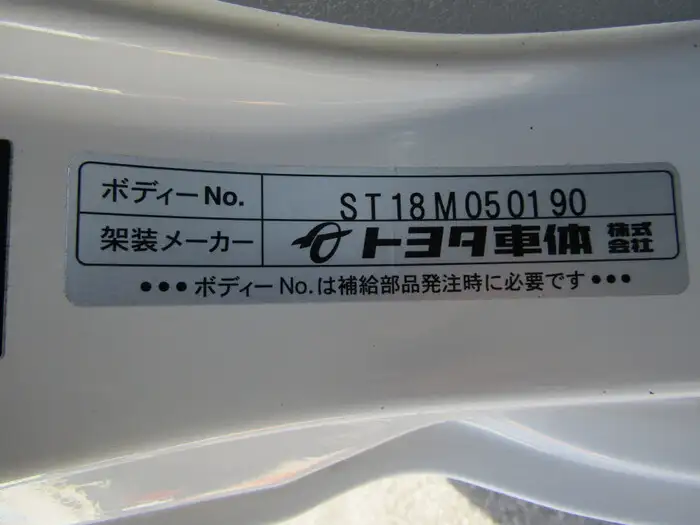 ボディーNo. ST18M050190
架装メーカー トヨタ車体 株式会社
●●● ボディーNo.は補給部品発注時に必要です ●●●